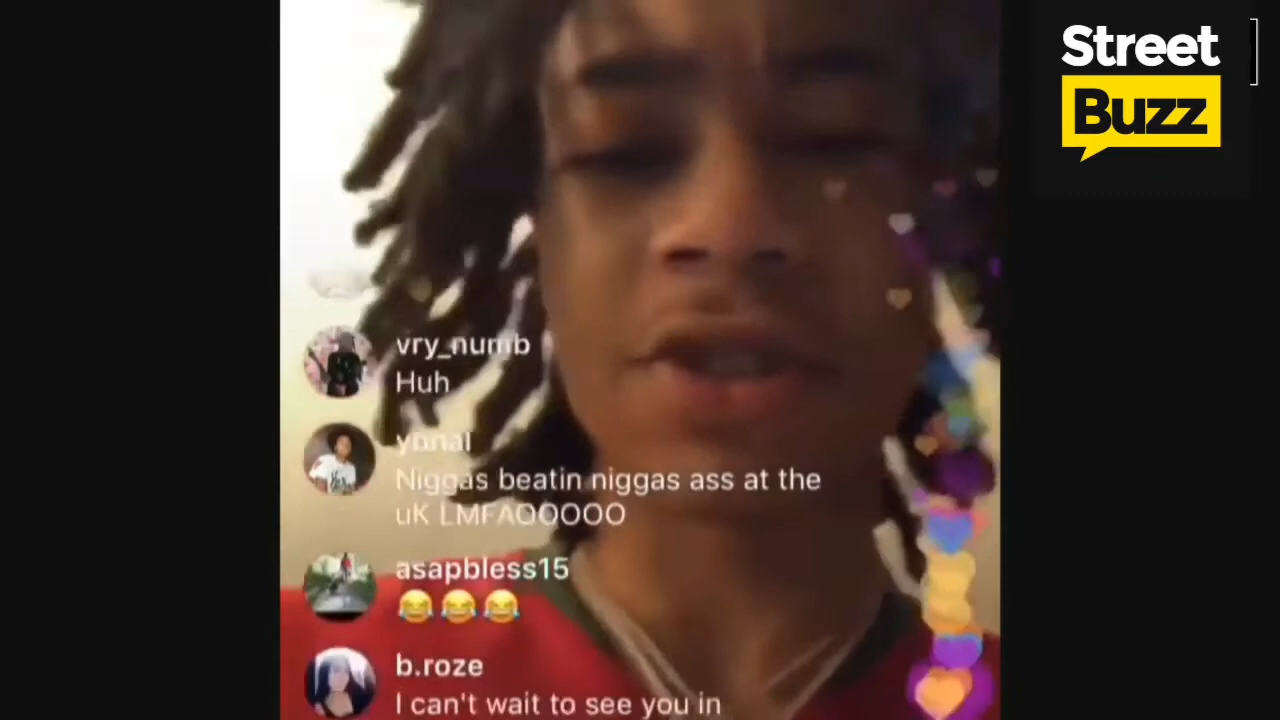 Street
Buzz
vry_numb
Huh
yonal
Niggas beatin niggas ass at the
uK LMFAOOOOO
asapbless15
😂😂😂
b.roze
I can't wait to see you in